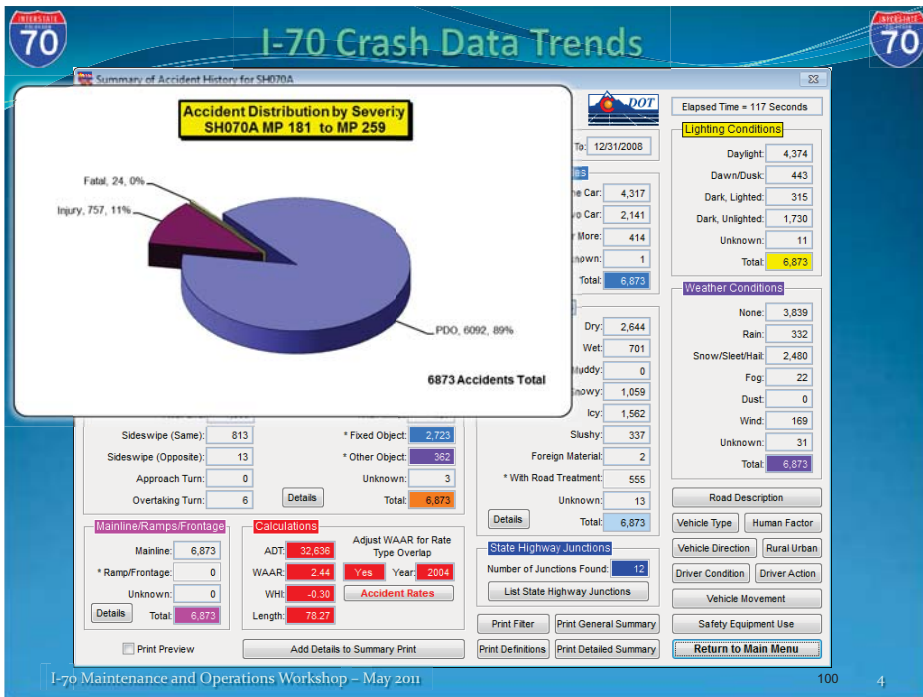 INTERSTATE
COLORADO
70
I-70 Crash Data Trends
INTERSTATE
COLORADO
70
Summary of Accident History for SH070A
Accident Distribution by Severity
SH070A MP 181 to MP 259
Fatal, 24, 0%
Injury, 757, 11%
PDO, 6092, 89%
6873 Accidents Total
DOT
To: 12/31/2008
Car: 4,317
Car: 2,141
More: 414
1
Total: 6,873
Dry: 2,644
Wet: 701
Muddy: 0
1,059
Icy: 1,562
Slushy: 337
Foreign Material: 2
* With Road Treatment: 555
Unknown: 13
Details
Total: 6,873
Elapsed Time = 117 Seconds
Lighting Conditions
Daylight: 4,374
Dawn/Dusk: 443
Dark, Lighted: 315
Dark, Unlighted: 1,730
Unknown: 11
Total: 6,873
Weather Conditions
None: 3,839
Rain: 332
Snow/Sleet/Hail: 2,480
Fog: 22
Dust: 0
Wind: 169
Unknown: 31
Total: 6,873
Sideswipe (Same): 813
Sideswipe (Opposite): 13
Approach Turn: 0
Overtaking Turn: 6
Details
* Fixed Object: 2,723
* Other Object: 362
Unknown: 3
Total: 6,873
Mainline/Ramps/Frontage
Mainline: 6,873
* Ramp/Frontage: 0
Unknown: 0
Details
Total: 6,873
Calculations
ADT: 32,636
WAAR: 2.44
WHI: -0.30
Length: 78.27
Adjust WAAR for Rate
Type Overlap
Yes Year: 2004
Accident Rates
State Highway Junctions
Number of Junctions Found: 12
List State Highway Junctions
Road Description
Vehicle Type Human Factor
Vehicle Direction Rural Urban
Driver Condition Driver Action
Vehicle Movement
Safety Equipment Use
Return to Main Menu
Print Filter Print General Summary
Print Definitions Print Detailed Summary
Print Preview
Add Details to Summary Print
I-70 Maintenance and Operations Workshop – May 2011
100
4